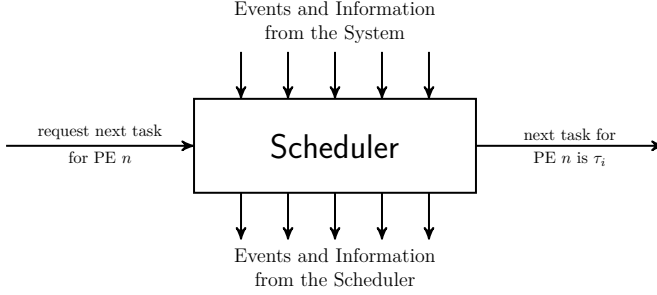 Events and Information
from the System
request next task
for PE n
Scheduler
next task for
PE n is τi
Events and Information
from the Scheduler